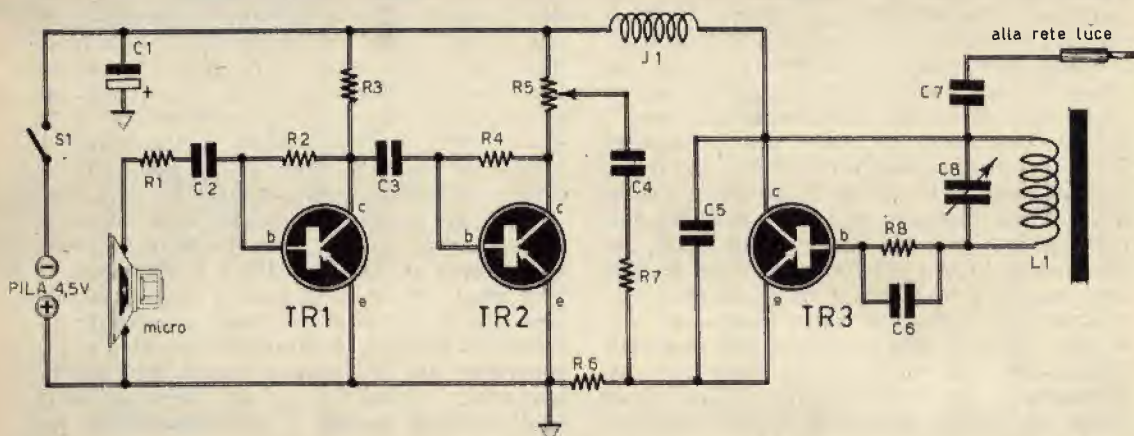 C1
+
S1
−
PILA 4,5V
+
micro
R1
C2
R2
R3
b
c
e
TR1
C3
R4
R5
b
c
e
TR2
C4
R7
R6
J1
C5
c
b
e
TR3
R8
C6
C8
C7
L1
alla rete luce